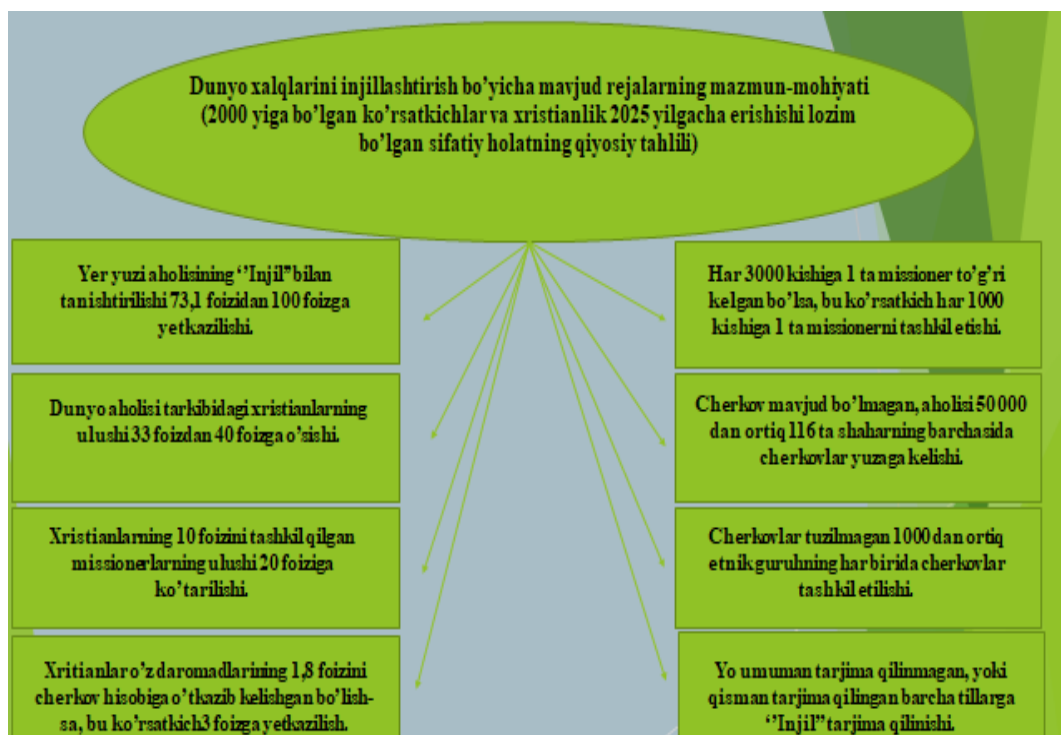 Dunyo xalqlarini injillashtirish bo’yicha mavjud rejalarning mazmun-mohiyati
(2000 yiga bo’lgan ko’rsatkichlar va xristianlik 2025 yilgacha erishishi lozim
bo’lgan sifatiy holatning qiyosiy tahlili)
Yer yuzi aholisining ‘’Injil’’ bilan
tanishtirilishi 73,1 foizidan 100 foizga
yetkazilishi.
Dunyo aholisi tarkibidagi xristianlarning
ulushi 33 foizdan 40 foizga o’sishi.
Xristianlarning 10 foizini tashkil qilgan
missionerlarning ulushi 20 foiziga
ko’tarilishi.
Xritianlar o’z daromadlarining 1,8 foizini
cherkov hisobiga o’tkazib kelishgan bo’lish-
sa, bu ko’rsatkich3 foizga yetkazilish.
Har 3000 kishiga 1 ta missioner to’g’ri
kelgan bo’lsa, bu ko’rsatkich har 1000
kishiga 1 ta missionerni tashkil etishi.
Cherkov mavjud bo’lmagan, aholisi 50 000
dan ortiq 116 ta shaharning barchasida
cherkovlar yuzaga kelishi.
Cherkovlar tuzilmagan 1000 dan ortiq
etnik guruhning har birida cherkovlar
tashkil etilishi.
Yo umuman tarjima qilinmagan, yoki
qisman tarjima qilingan barcha tillarga
‘’Injil’’ tarjima qilinishi.